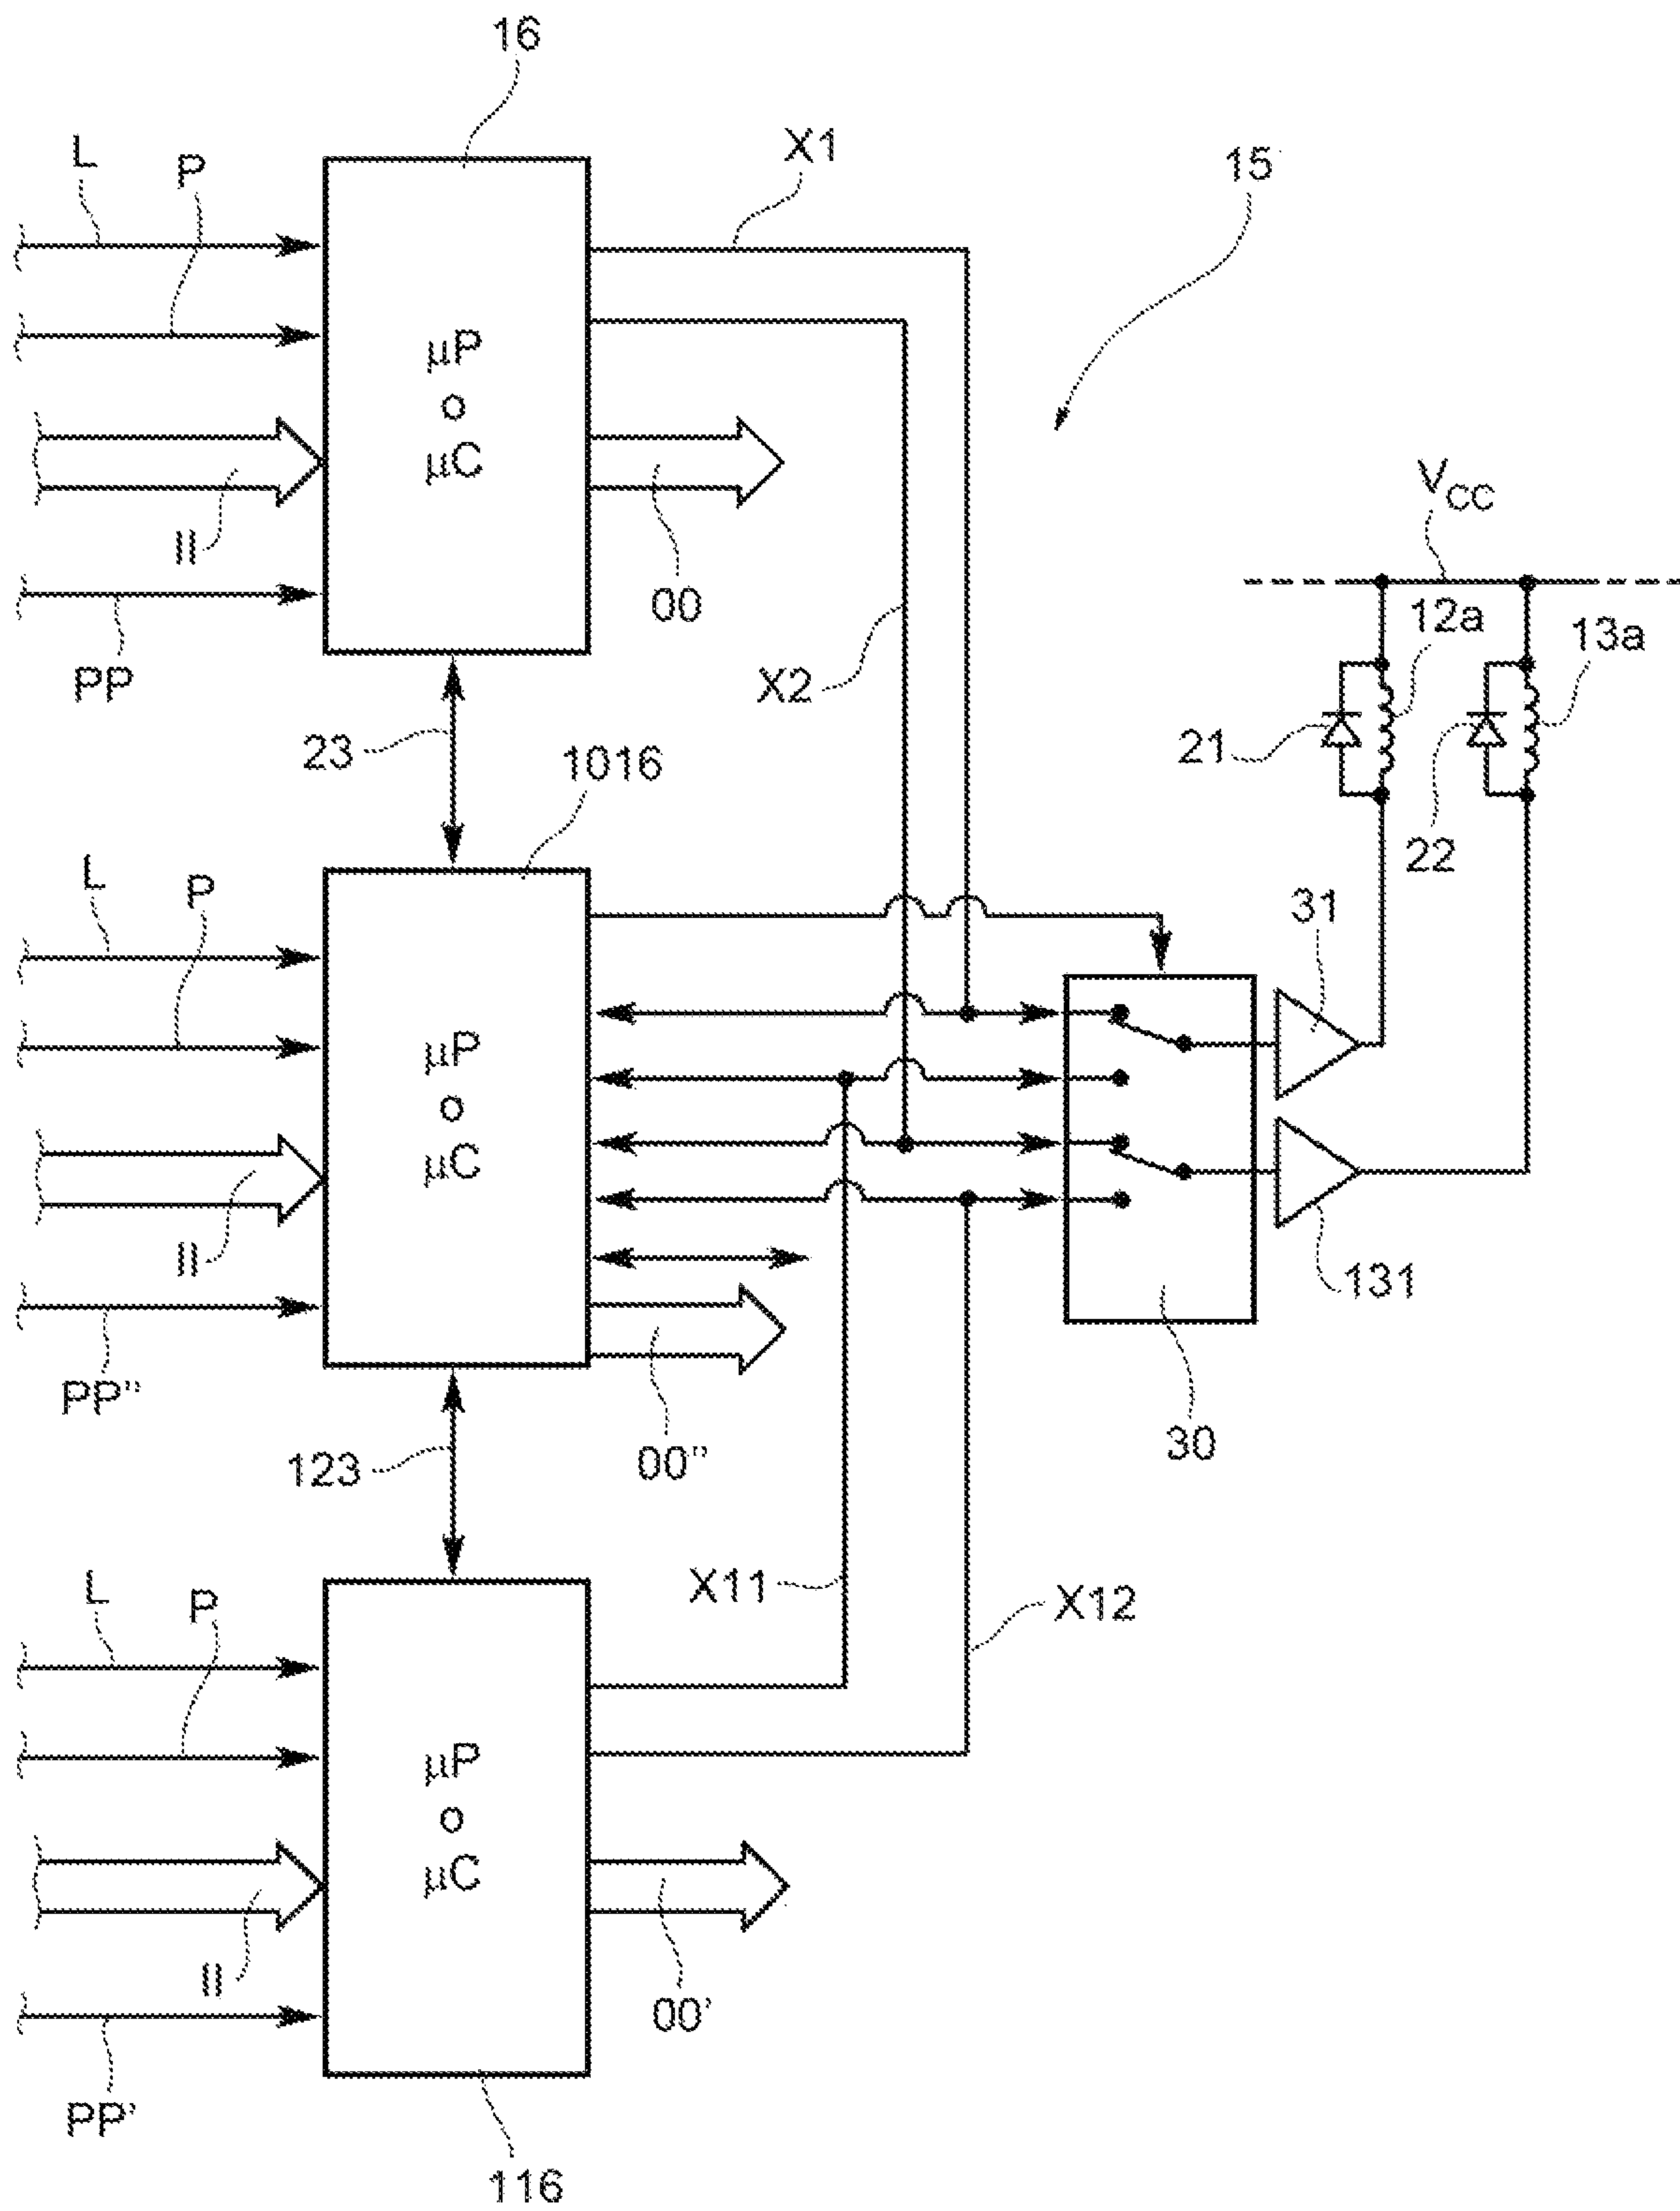 16
L
P
X1
15
μP
o
μC
VCC
II
00
12a
13a
PP
X2
23
21
1016
22
L
P
31
μP
o
μC
II
131
PP"
00"
30
123
X11
X12
L
P
μP
o
μC
II
00'
PP'
116